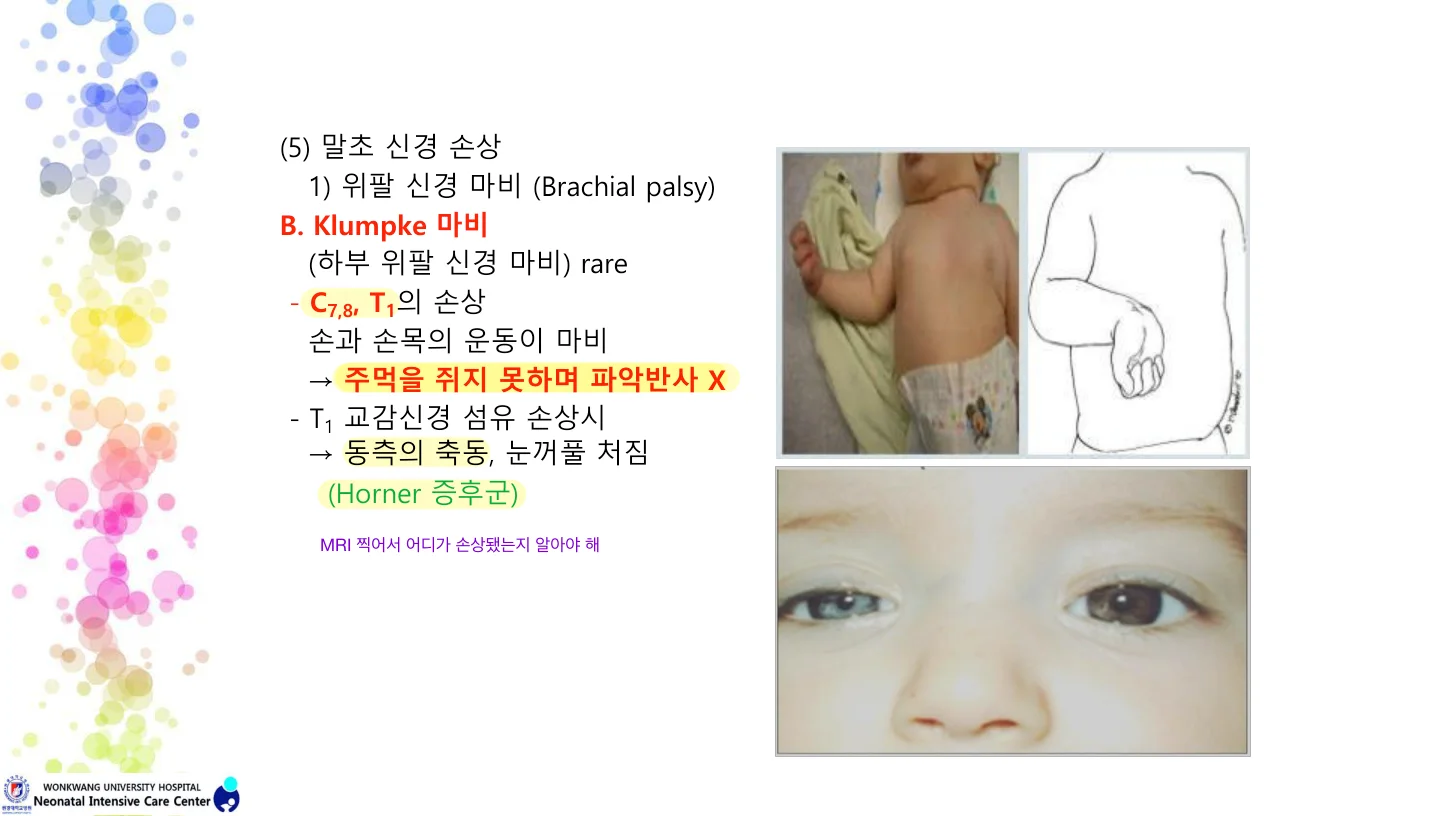 (5) 말초 신경 손상
1) 위팔 신경 마비 (Brachial palsy)
B. Klumpke 마비
(하부 위팔 신경 마비) rare
- C7,8, T1의 손상
손과 손목의 운동이 마비
→ 주먹을 쥐지 못하며 파악반사 X
- T1 교감신경 섬유 손상시
→ 동측의 축동, 눈꺼풀 처짐
(Horner 증후군)
MRI 찍어서 어디가 손상됐는지 알아야 해
WONKWANG UNIVERSITY HOSPITAL
Neonatal Intensive Care Center